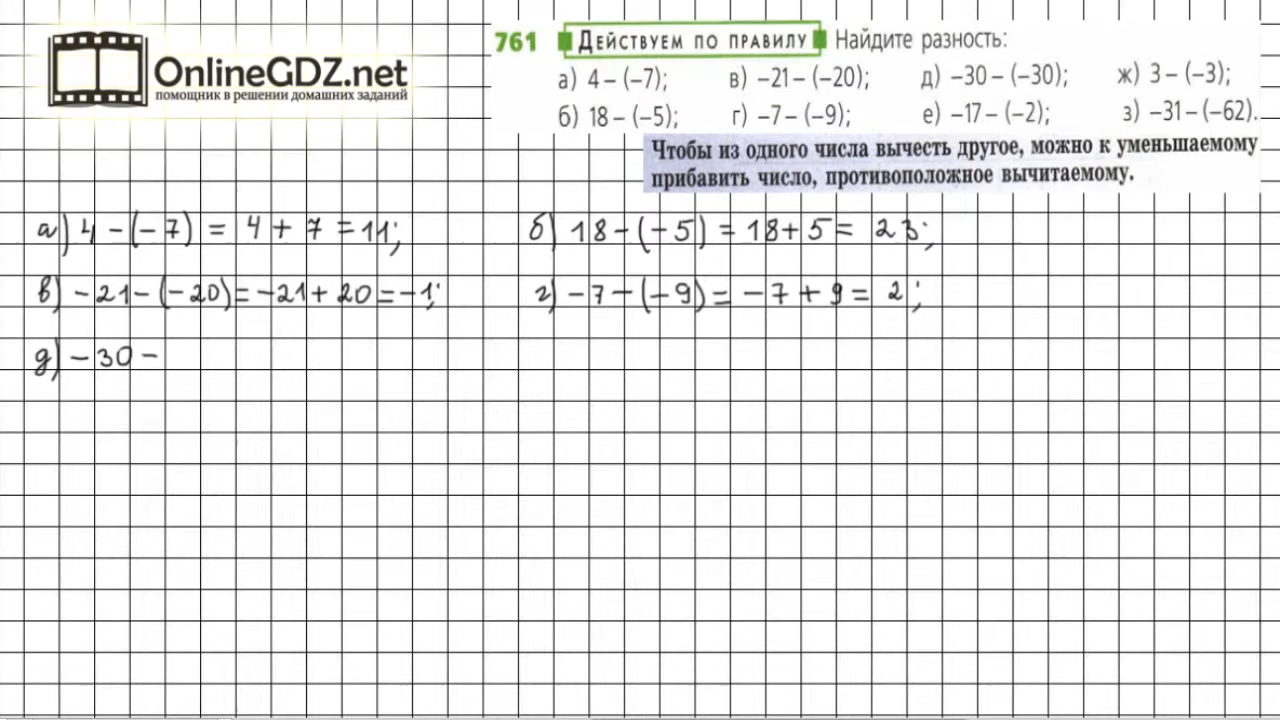 OnlineGDZ.net
помощник в решении домашних заданий
761 ДЕЙСТВУЕМ ПО ПРАВИЛУ Найдите разность:
а) 4 – (–7); в) –21 – (–20); д) –30 – (–30); ж) 3 – (–3);
б) 18 – (–5); г) –7 – (–9); е) –17 – (–2); з) –31 – (–62).
Чтобы из одного числа вычесть другое, можно к уменьшаемому
прибавить число, противоположное вычитаемому.
а) 4 – (–7) = 4 + 7 = 11; б) 18 – (–5) = 18 + 5 = 23;
в) –21 – (–20) = –21 + 20 = –1; г) –7 – (–9) = –7 + 9 = 2;
д) –30 –